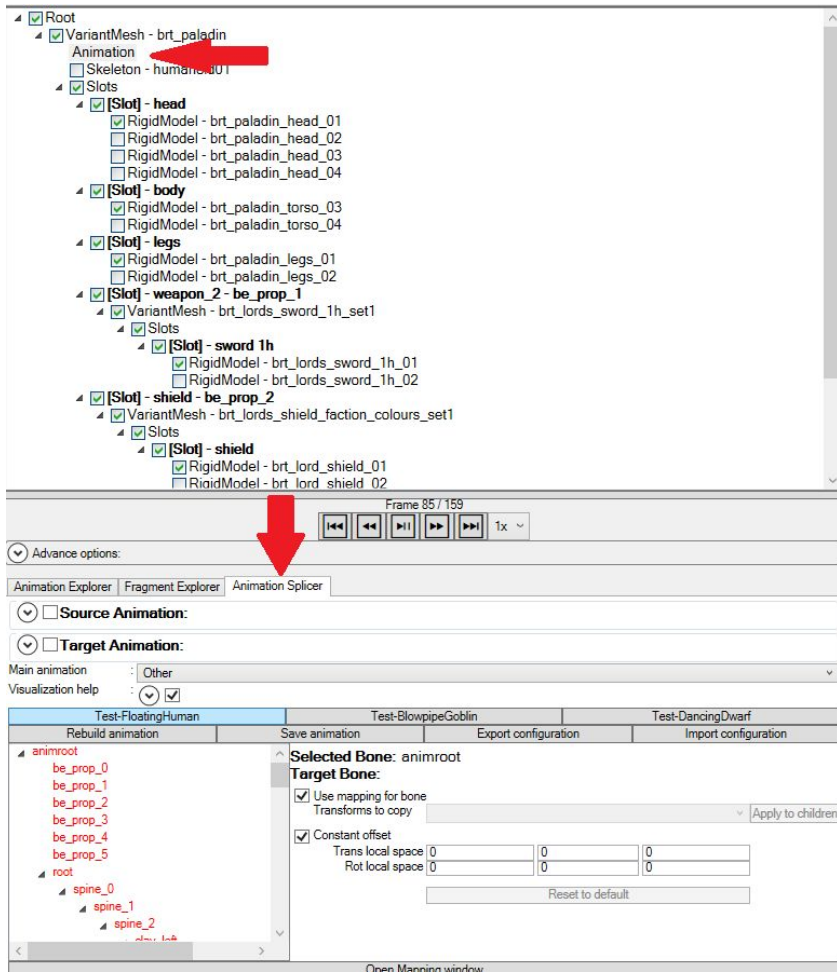 Root
VariantMesh - brt_paladin
Animation
Skeleton - humanoid01
Slots
[Slot] - head
RigidModel - brt_paladin_head_01
RigidModel - brt_paladin_head_02
RigidModel - brt_paladin_head_03
RigidModel - brt_paladin_head_04
[Slot] - body
RigidModel - brt_paladin_torso_03
RigidModel - brt_paladin_torso_04
[Slot] - legs
RigidModel - brt_paladin_legs_01
RigidModel - brt_paladin_legs_02
[Slot] - weapon_2 - be_prop_1
VariantMesh - brt_lords_sword_1h_set1
Slots
[Slot] - sword 1h
RigidModel - brt_lords_sword_1h_01
RigidModel - brt_lords_sword_1h_02
[Slot] - shield - be_prop_2
VariantMesh - brt_lords_shield_faction_colours_set1
Slots
[Slot] - shield
RigidModel - brt_lord_shield_01
RigidModel - brt_lord_shield_02
Frame 85 / 159
1x
Advance options:
Animation Explorer Fragment Explorer Animation Splicer
Source Animation:
Target Animation:
Main animation : Other
Visualization help :
Test-FloatingHuman Test-BlowpipeGoblin Test-DancingDwarf
Rebuild animation Save animation Export configuration Import configuration
animroot
be_prop_0
be_prop_1
be_prop_2
be_prop_3
be_prop_4
be_prop_5
root
spine_0
spine_1
spine_2
clav_left
Selected Bone: animroot
Target Bone:
Use mapping for bone
Transforms to copy Apply to children
Constant offset
Trans local space 0 0 0
Rot local space 0 0 0
Reset to default
Open Mapping window